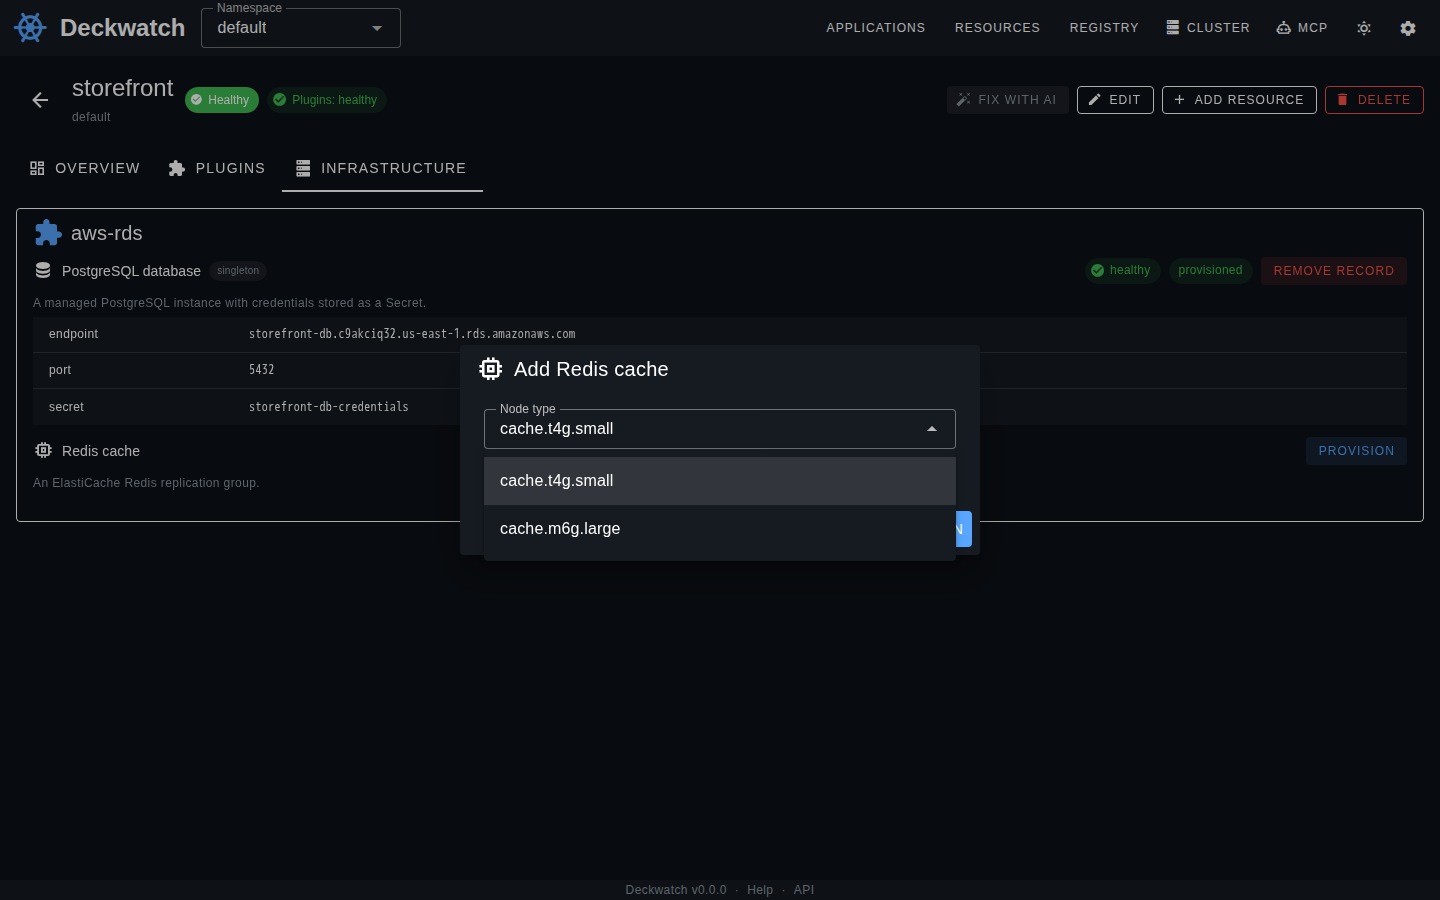 Deckwatch
Namespace
default
APPLICATIONS
RESOURCES
REGISTRY
CLUSTER
MCP
storefront
default
Healthy
Plugins: healthy
FIX WITH AI
EDIT
ADD RESOURCE
DELETE
OVERVIEW
PLUGINS
INFRASTRUCTURE
aws-rds
PostgreSQL database
singleton
healthy
provisioned
REMOVE RECORD
A managed PostgreSQL instance with credentials stored as a Secret.
endpoint
storefront-db.c9akciq32.us-east-1.rds.amazonaws.com
port
5432
secret
storefront-db-credentials
Redis cache
PROVISION
An ElastiCache Redis replication group.
Add Redis cache
Node type
cache.t4g.small
cache.t4g.small
cache.m6g.large
Deckwatch v0.0.0 · Help · API